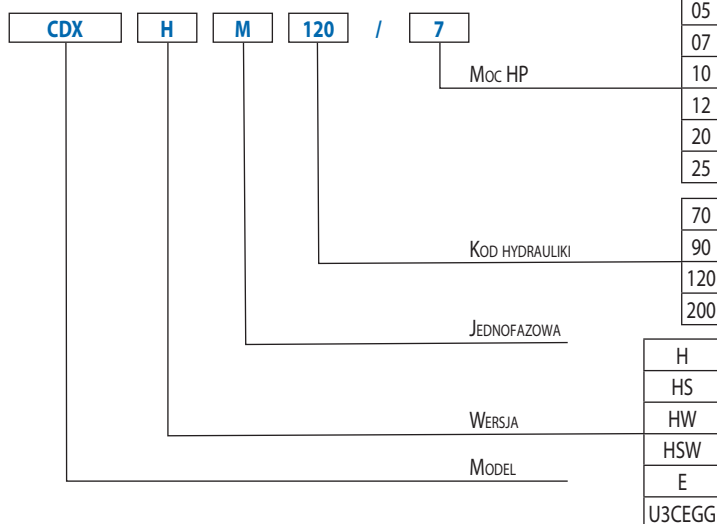 05
CDX H M 120 / 7
07
Moc HP 10
12
20
25
70
Kod hydrauliki 90
120
200
Jednofazowa
H
HS
Wersja HW
HSW
Model
E
U3CEGG